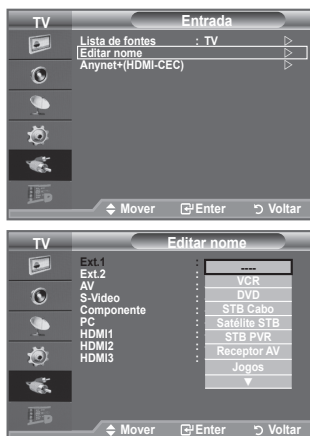 TV Entrada
Lista de fontes : TV
Editar nome
Anynet+(HDMI-CEC)
Mover Enter Voltar
TV Editar nome
Ext.1 : ----
Ext.2 : VCR
AV : DVD
S-Video : STB Cabo
Componente : Satélite STB
PC : STB PVR
HDMI1 : Receptor AV
HDMI2 : Jogos
HDMI3 :
Mover Enter Voltar